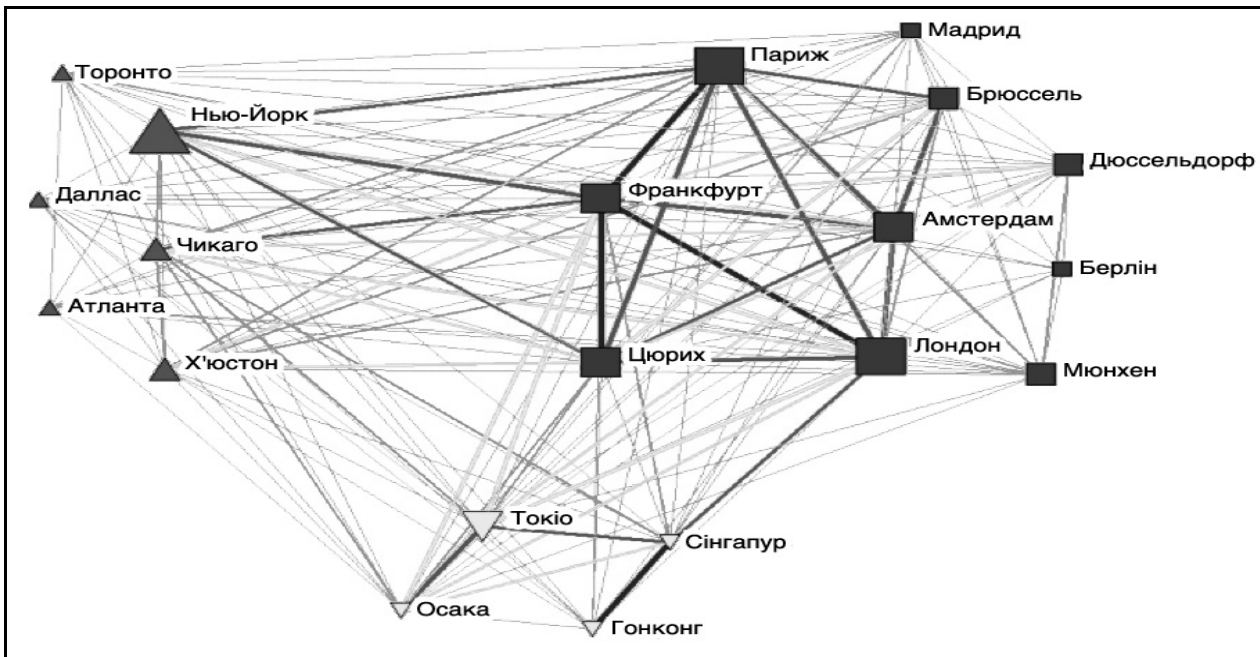 Мадрид
Париж
Торонто
Брюссель
Нью-Йорк
Дюссельдорф
Франкфурт
Даллас
Амстердам
Чикаго
Берлін
Атланта
Лондон
Х'юстон
Цюрих
Мюнхен
Токіо
Сінгапур
Осака
Гонконг